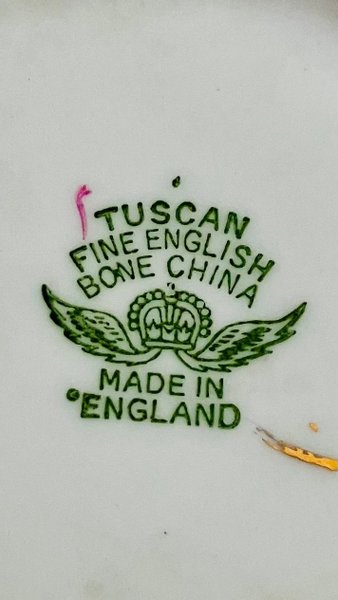 TUSCAN
FINE ENGLISH
BONE CHINA
MADE IN
ENGLAND